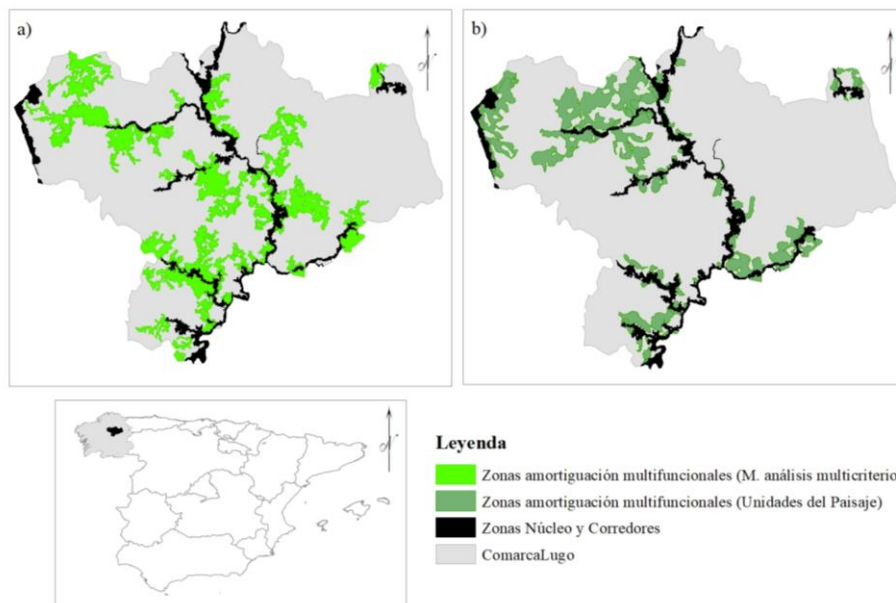 a)
b)
Leyenda
Zonas amortiguación multifuncionales (M. análisis multicriterio
Zonas amortiguación multifuncionales (Unidades del Paisaje)
Zonas Núcleo y Corredores
ComarcaLugo